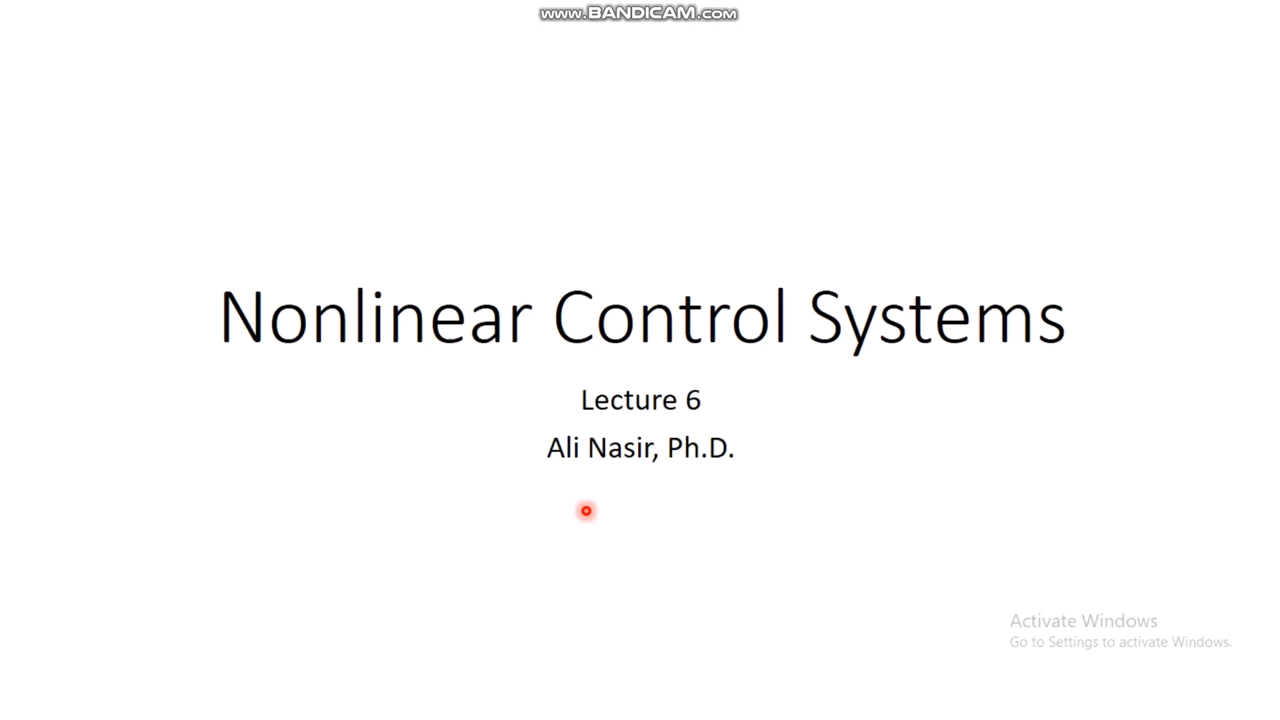 www.BANDICAM.com
Nonlinear Control Systems
Lecture 6
Ali Nasir, Ph.D.
Activate Windows
Go to Settings to activate Windows.